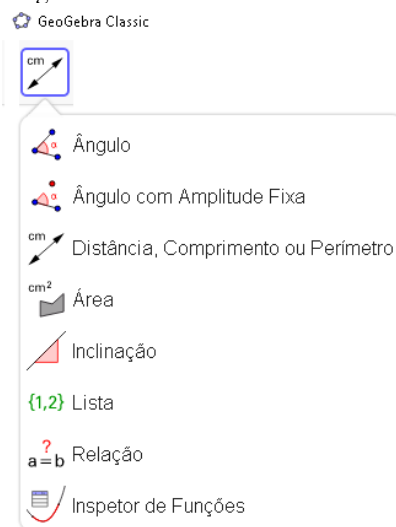 GeoGebra Classic
cm
α Ângulo
α Ângulo com Amplitude Fixa
cm Distância, Comprimento ou Perímetro
cm² Área
Inclinação
{1,2} Lista
? a=b Relação
Inspetor de Funções